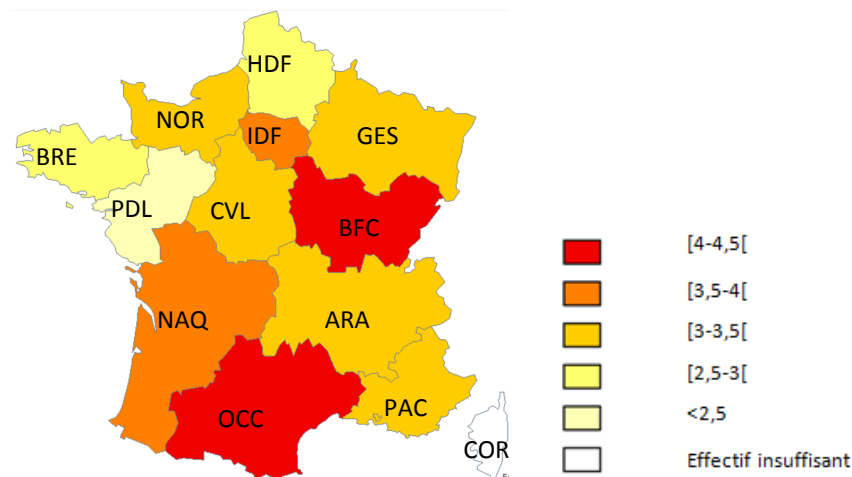 HDF
NOR
IDF
GES
BRE
PDL
CVL
BFC
NAQ
ARA
OCC
PAC
COR
[4-4,5[
[3,5-4[
[3-3,5[
[2,5-3[
<2,5
Effectif insuffisant